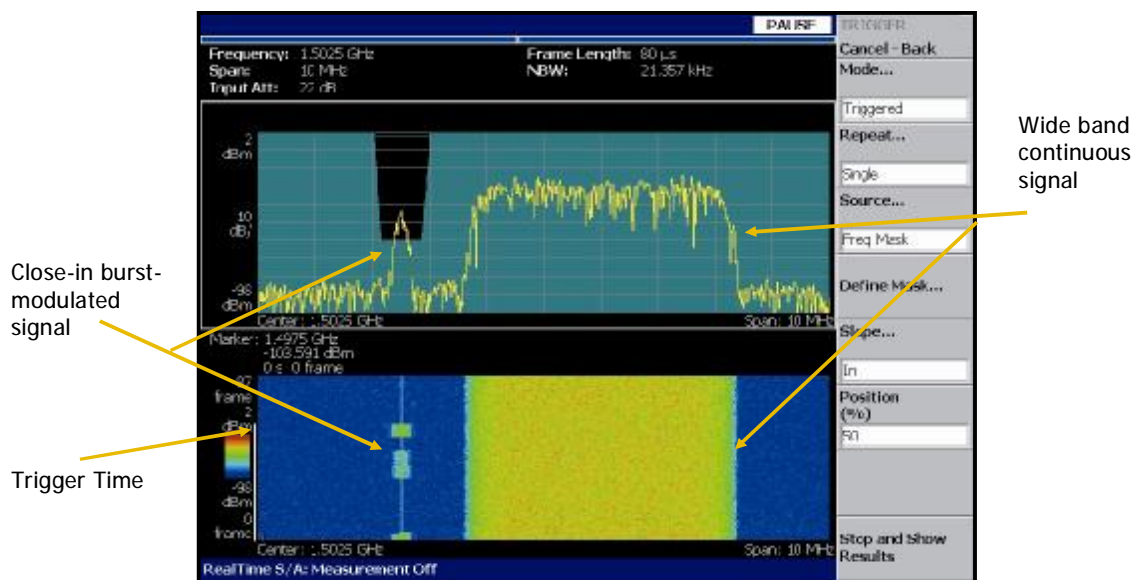 PAUSE
TRIGGER
Cancel - Back
Frequency: 1.5025 GHz
Frame Length: 80 µs
Span: 10 MHz
NBW: 21.357 kHz
Input Att: 22 dB
Mode...
Triggered
Repeat...
Single
Source...
Freq Mask
Define Mask...
Slope...
In
Position
(%)
50
Stop and Show
Results
2
dBm
10
dB/
-98
dBm
Center: 1.5025 GHz
Span: 10 MHz
Marker: 1.4975 GHz
-103.591 dBm
0 s 0 frame
frame
2
dBm
-98
dBm
0
frame
Center: 1.5025 GHz
Span: 10 MHz
RealTime S/A: Measurement Off
Wide band
continuous
signal
Close-in burst-
modulated
signal
Trigger Time